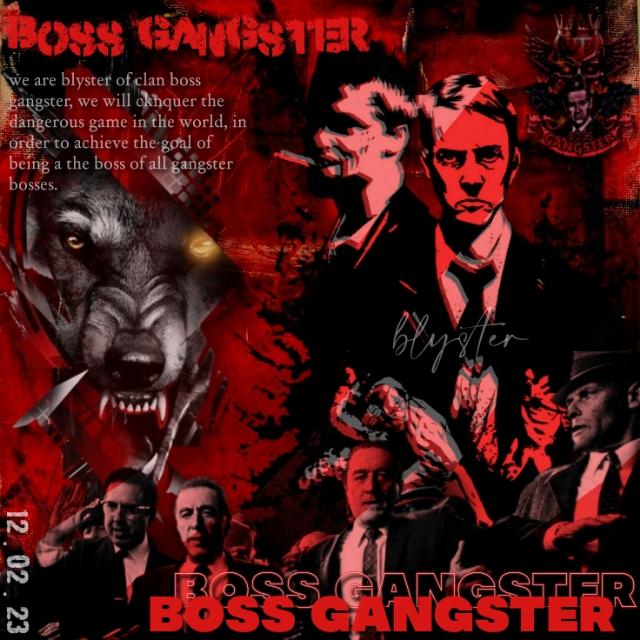 BOSS GANGSTER
we are blyster of clan boss
gangster, we will cknquer the
dangerous game in the world, in
order to achieve the goal of
being a the boss of all gangster
bosses.
GANGSTER
blyster
12.02.23
BOSS GANGSTER
BOSS GANGSTER